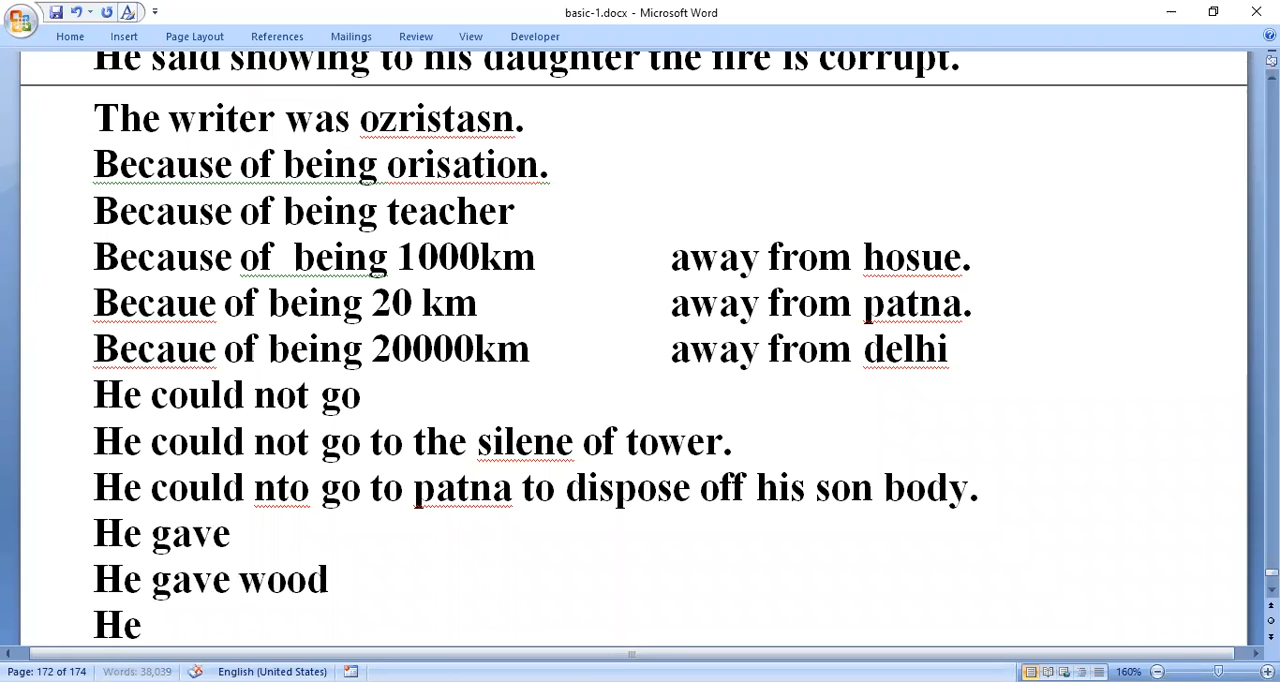 basic-1.docx - Microsoft Word
Home Insert Page Layout References Mailings Review View Developer
He said showing to his daughter the fire is corrupt.
The writer was ozristasn.
Because of being orisation.
Because of being teacher
Because of being 1000km away from hosue.
Becaue of being 20 km away from patna.
Becaue of being 20000km away from delhi
He could not go
He could not go to the silene of tower.
He could nto go to patna to dispose off his son body.
He gave
He gave wood
He
Page: 172 of 174 Words: 38,039 English (United States) 160%